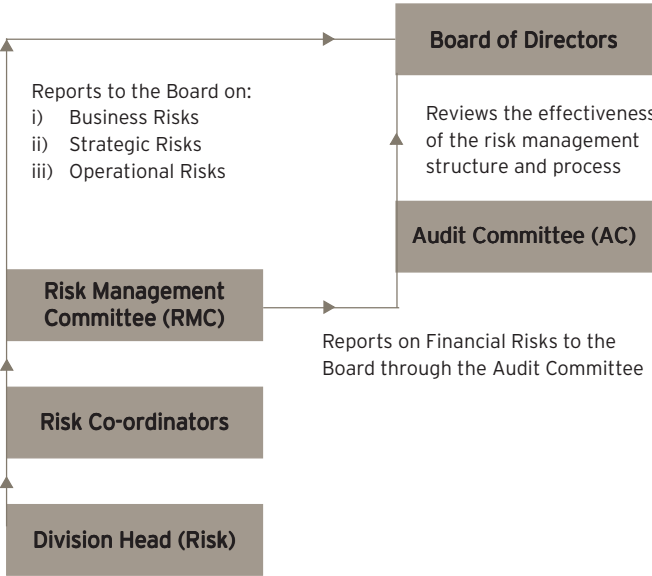 Board of Directors
Reports to the Board on:
i) Business Risks
ii) Strategic Risks
iii) Operational Risks
Reviews the effectiveness
of the risk management
structure and process
Audit Committee (AC)
Risk Management
Committee (RMC)
Reports on Financial Risks to the
Board through the Audit Committee
Risk Co-ordinators
Division Head (Risk)